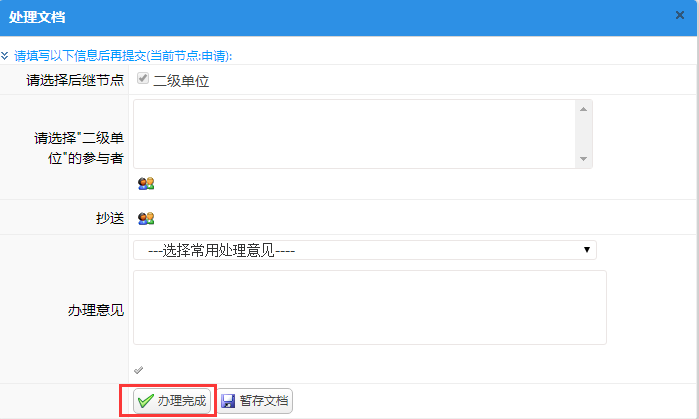 处理文档
请填写以下信息后再提交(当前节点:申请):
请选择后继节点
二级单位
请选择"二级单
位"的参与者
抄送
---选择常用处理意见----
办理意见
办理完成
暂存文档